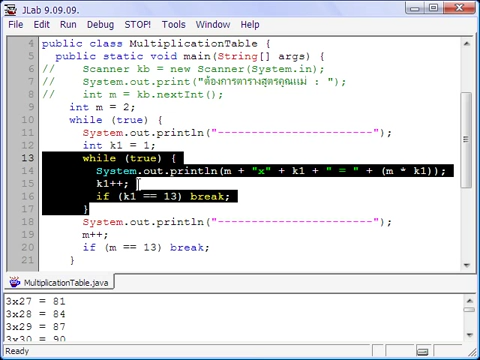 JLab 9.09.09.
File Edit Run Debug STOP! Tools Window Help
4 public class MultiplicationTable {
5 public static void main(String[] args) {
6 // Scanner kb = new Scanner(System.in);
7 // System.out.print("ต้องการตารางสูตรคูณแม่ : ");
8 // int m = kb.nextInt();
9 int m = 2;
10 while (true) {
11 System.out.println("-----------------------");
12 int k1 = 1;
13 while (true) {
14 System.out.println(m + "x" + k1 + " = " + (m * k1));
15 k1++;
16 if (k1 == 13) break;
17 }
18 System.out.println("-----------------------");
19 m++;
20 if (m == 13) break;
21 }
MultiplicationTable.java
3x27 = 81
3x28 = 84
3x29 = 87
3x30 = 90
Ready